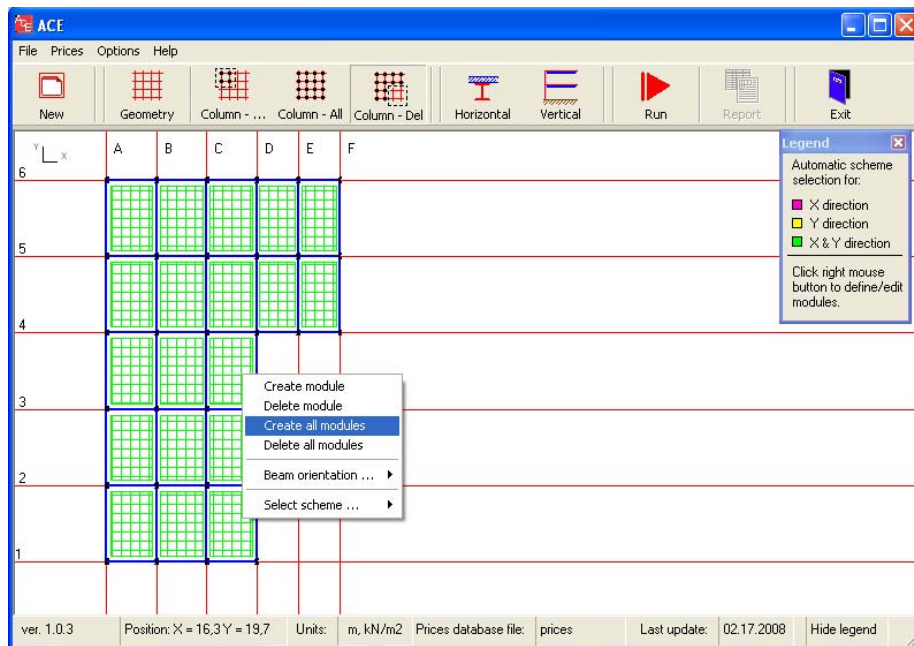 ACE
File Prices Options Help
New Geometry Column - ... Column - All Column - Del Horizontal Vertical Run Report Exit
Y X A B C D E F
6
5
4
3
2
1
Legend
Automatic scheme
selection for:
X direction
Y direction
X & Y direction
Click right mouse
button to define/edit
modules.
Create module
Delete module
Create all modules
Delete all modules
Beam orientation ...
Select scheme ...
ver. 1.0.3 Position: X = 16,3 Y = 19,7 Units: m, kN/m2 Prices database file: prices Last update: 02.17.2008 Hide legend